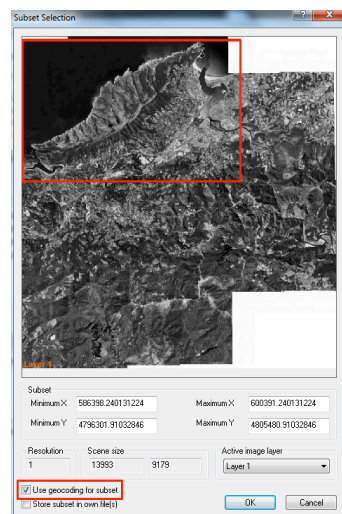 Subset Selection
Layer 1
Subset
Minimum X 586398.240131224 Maximum X 600391.240131224
Minimum Y 4796301.91032846 Maximum Y 4805480.91032846
Resolution Scene size Active image layer
1 13993 9179 Layer 1
Use geocoding for subset
Store subset in own file(s)
OK Cancel